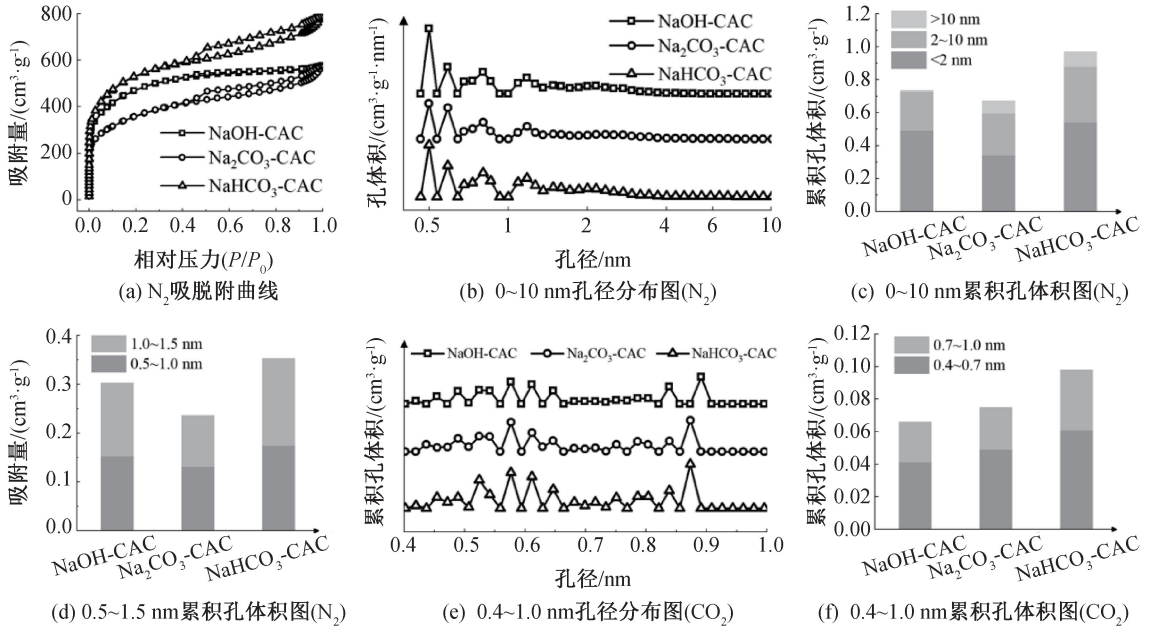 吸附量/(cm³·g⁻¹)
800
600
400
200
0
NaOH-CAC
Na₂CO₃-CAC
NaHCO₃-CAC
0.0 0.2 0.4 0.6 0.8 1.0
相对压力(P/P₀)
(a) N₂吸脱附曲线
孔体积/(cm³·g⁻¹·nm⁻¹)
NaOH-CAC
Na₂CO₃-CAC
NaHCO₃-CAC
0.5 1 2 4 6 10
孔径/nm
(b) 0~10 nm孔径分布图(N₂)
累积孔体积/(cm³·g⁻¹)
1.2
1.0
0.8
0.6
0.4
0.2
0.0
>10 nm
2~10 nm
<2 nm
NaOH-CAC
Na₂CO₃-CAC
NaHCO₃-CAC
(c) 0~10 nm累积孔体积图(N₂)
吸附量/(cm³·g⁻¹)
0.4
0.3
0.2
0.1
0.0
1.0~1.5 nm
0.5~1.0 nm
NaOH-CAC
Na₂CO₃-CAC
NaHCO₃-CAC
(d) 0.5~1.5 nm累积孔体积图(N₂)
累积孔体积/(cm³·g⁻¹)
NaOH-CAC Na₂CO₃-CAC NaHCO₃-CAC
0.4 0.5 0.6 0.7 0.8 0.9 1.0
孔径/nm
(e) 0.4~1.0 nm孔径分布图(CO₂)
累积孔体积/(cm³·g⁻¹)
0.12
0.10
0.08
0.06
0.04
0.02
0.00
0.7~1.0 nm
0.4~0.7 nm
NaOH-CAC
Na₂CO₃-CAC
NaHCO₃-CAC
(f) 0.4~1.0 nm累积孔体积图(CO₂)